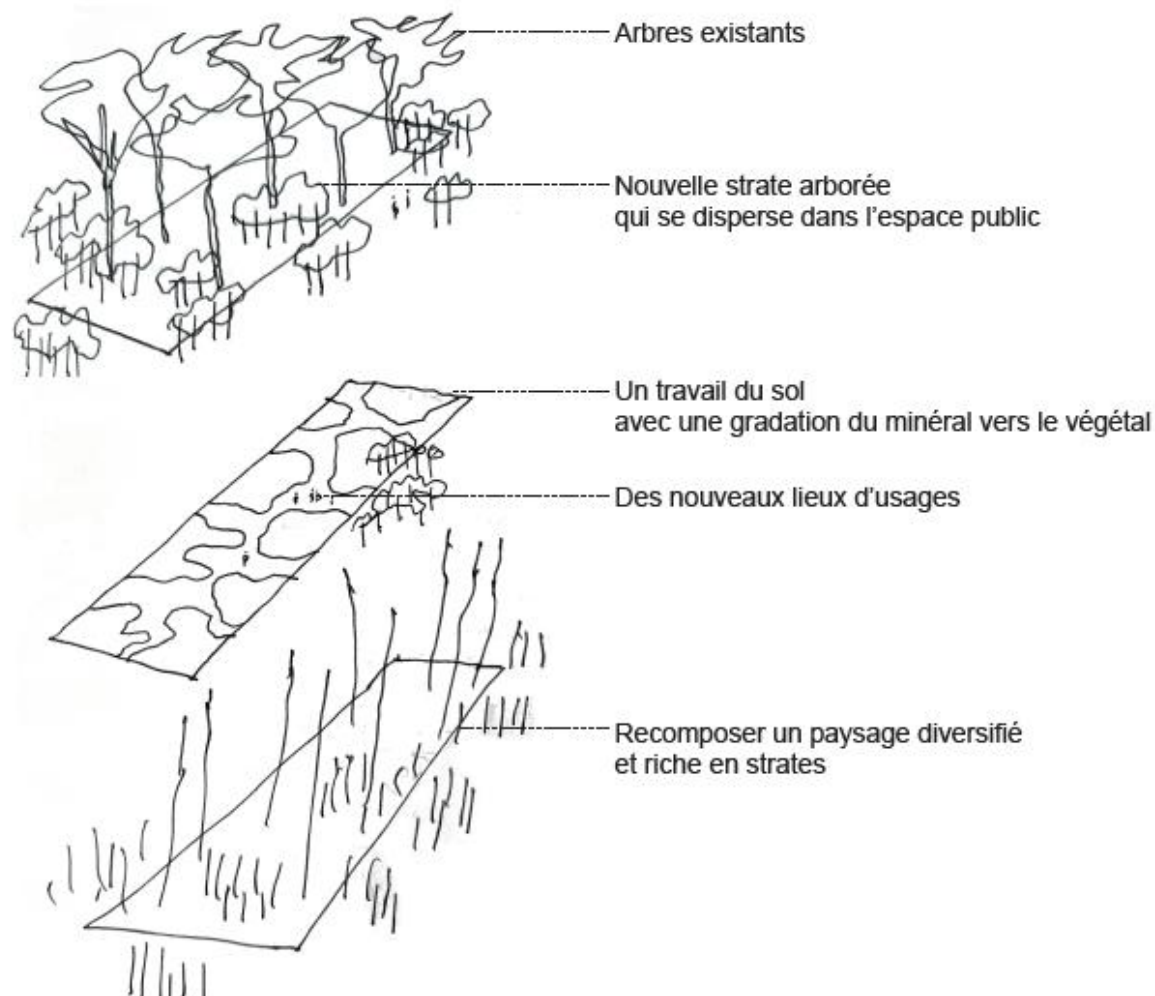 Arbres existants
Nouvelle strate arborée
qui se disperse dans l'espace public
Un travail du sol
avec une gradation du minéral vers le végétal
Des nouveaux lieux d'usages
Recomposer un paysage diversifié
et riche en strates